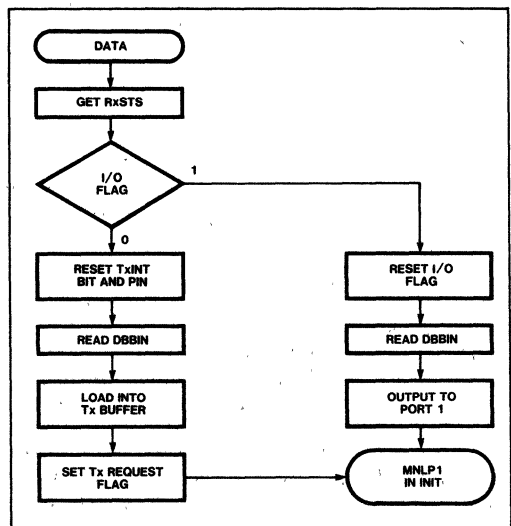 DATA
GET RxSTS
I/O
FLAG
1
0
RESET TxINT
BIT AND PIN
READ DBBIN
LOAD INTO
Tx BUFFER
SET Tx REQUEST
FLAG
RESET I/O
FLAG
READ DBBIN
OUTPUT TO
PORT 1
MNLP1
IN INIT